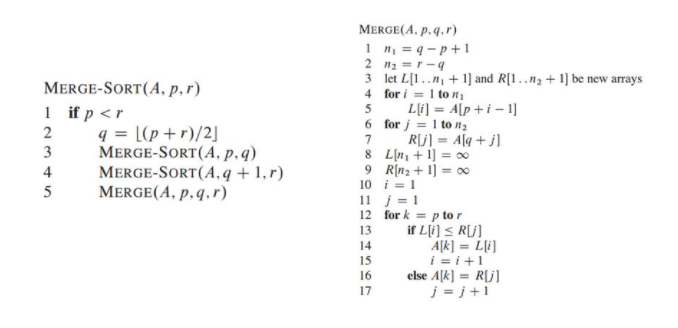 MERGE-SORT(A, p, r)
1 if p < r
2 q = ⌊(p + r)/2⌋
3 MERGE-SORT(A, p, q)
4 MERGE-SORT(A, q + 1, r)
5 MERGE(A, p, q, r)
MERGE(A, p, q, r)
1 n₁ = q − p + 1
2 n₂ = r − q
3 let L[1 . . n₁ + 1] and R[1 . . n₂ + 1] be new arrays
4 for i = 1 to n₁
5 L[i] = A[p + i − 1]
6 for j = 1 to n₂
7 R[j] = A[q + j]
8 L[n₁ + 1] = ∞
9 R[n₂ + 1] = ∞
10 i = 1
11 j = 1
12 for k = p to r
13 if L[i] ≤ R[j]
14 A[k] = L[i]
15 i = i + 1
16 else A[k] = R[j]
17 j = j + 1